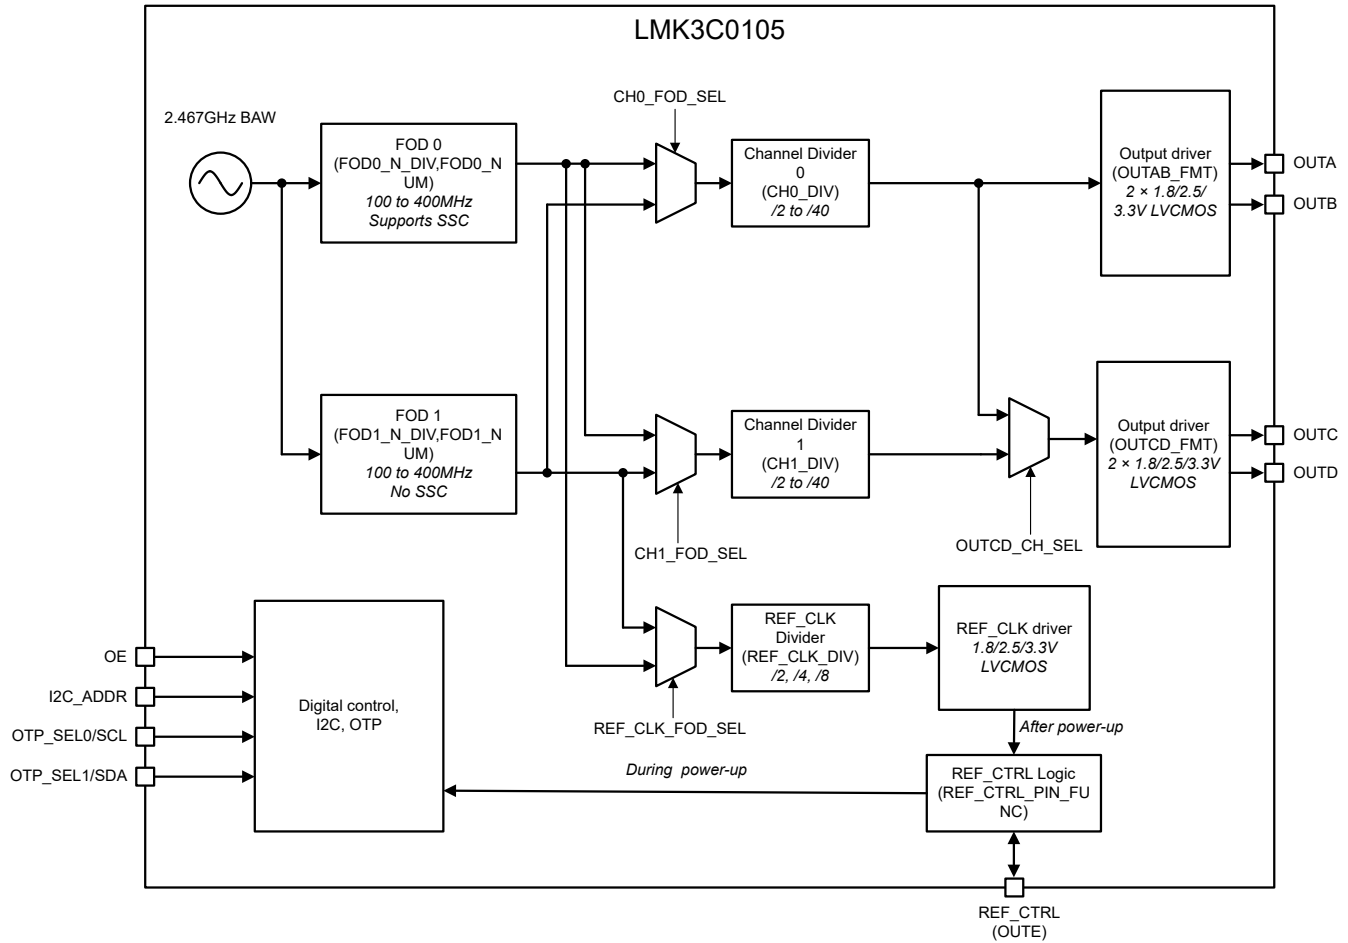 LMK3C0105
CH0_FOD_SEL
2.467GHz BAW
FOD 0
(FOD0_N_DIV,FOD0_N
UM)
100 to 400MHz
Supports SSC
Channel Divider
0
(CH0_DIV)
/2 to /40
Output driver
(OUTAB_FMT)
2 × 1.8/2.5/
3.3V LVCMOS
OUTA
OUTB
FOD 1
(FOD1_N_DIV,FOD1_N
UM)
100 to 400MHz
No SSC
Channel Divider
1
(CH1_DIV)
/2 to /40
Output driver
(OUTCD_FMT)
2 × 1.8/2.5/3.3V
LVCMOS
OUTC
OUTD
CH1_FOD_SEL
OUTCD_CH_SEL
REF_CLK
Divider
(REF_CLK_DIV)
/2, /4, /8
REF_CLK driver
1.8/2.5/3.3V
LVCMOS
OE
I2C_ADDR
OTP_SEL0/SCL
OTP_SEL1/SDA
Digital control,
I2C, OTP
REF_CLK_FOD_SEL
After power-up
During power-up
REF_CTRL Logic
(REF_CTRL_PIN_FU
NC)
REF_CTRL
(OUTE)